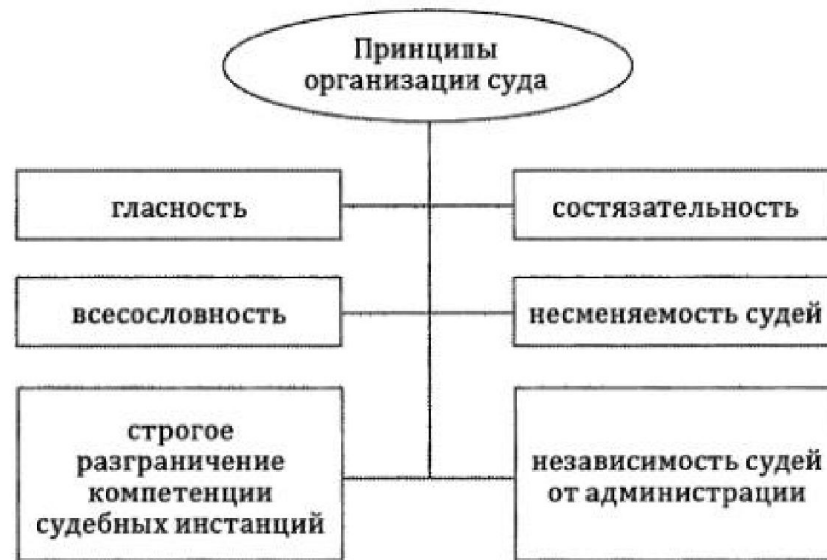 Принципы
организации суда
гласность
состязательность
всесословность
несменяемость судей
строгое
разграничение
компетенции
судебных инстанций
независимость судей
от администрации